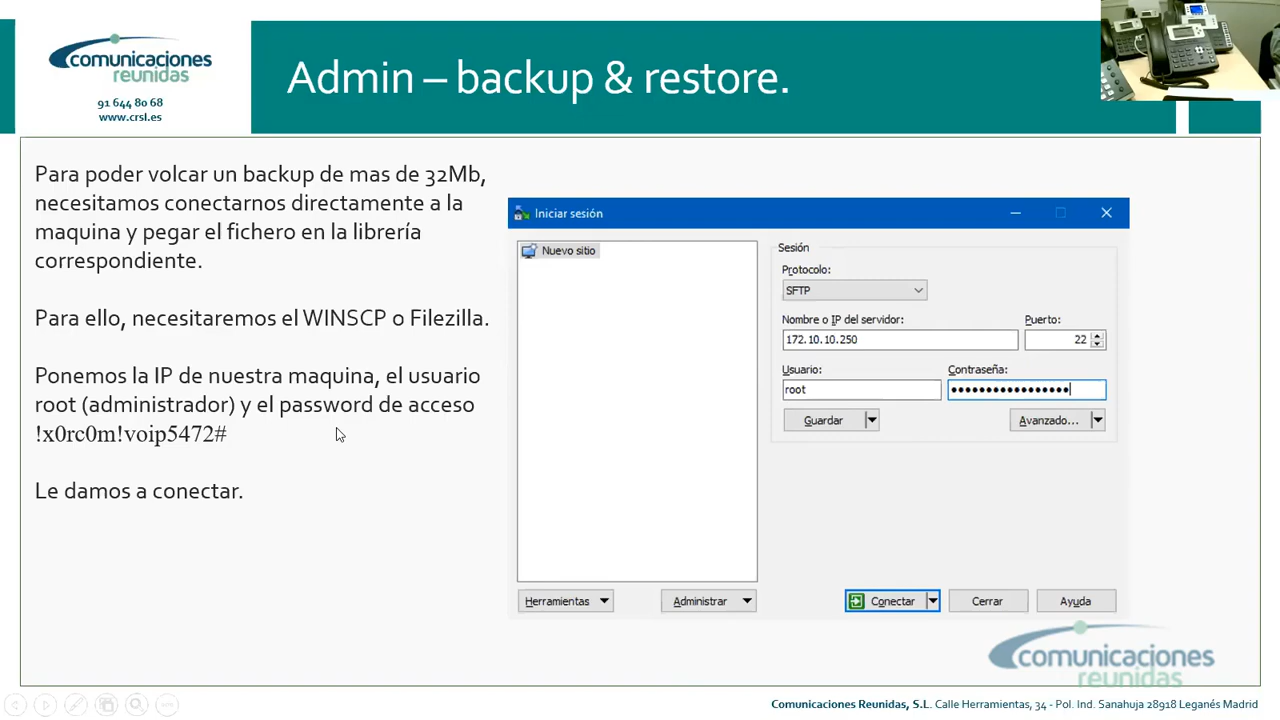 comunicaciones
reunidas
91 644 80 68
www.crsl.es
Admin – backup & restore.
Para poder volcar un backup de mas de 32Mb,
necesitamos conectarnos directamente a la
maquina y pegar el fichero en la librería
correspondiente.
Para ello, necesitaremos el WINSCP o Filezilla.
Ponemos la IP de nuestra maquina, el usuario
root (administrador) y el password de acceso
!x0rc0m!voip5472#
Le damos a conectar.
Iniciar sesión
Nuevo sitio
Sesión
Protocolo:
SFTP
Nombre o IP del servidor:
Puerto:
172.10.10.250
22
Usuario:
Contraseña:
root
•••••••••••••••••
Guardar
Avanzado...
Herramientas
Administrar
Conectar
Cerrar
Ayuda
comunicaciones
reunidas
Comunicaciones Reunidas, S.L. Calle Herramientas, 34 - Pol. Ind. Sanahuja 28918 Leganés Madrid